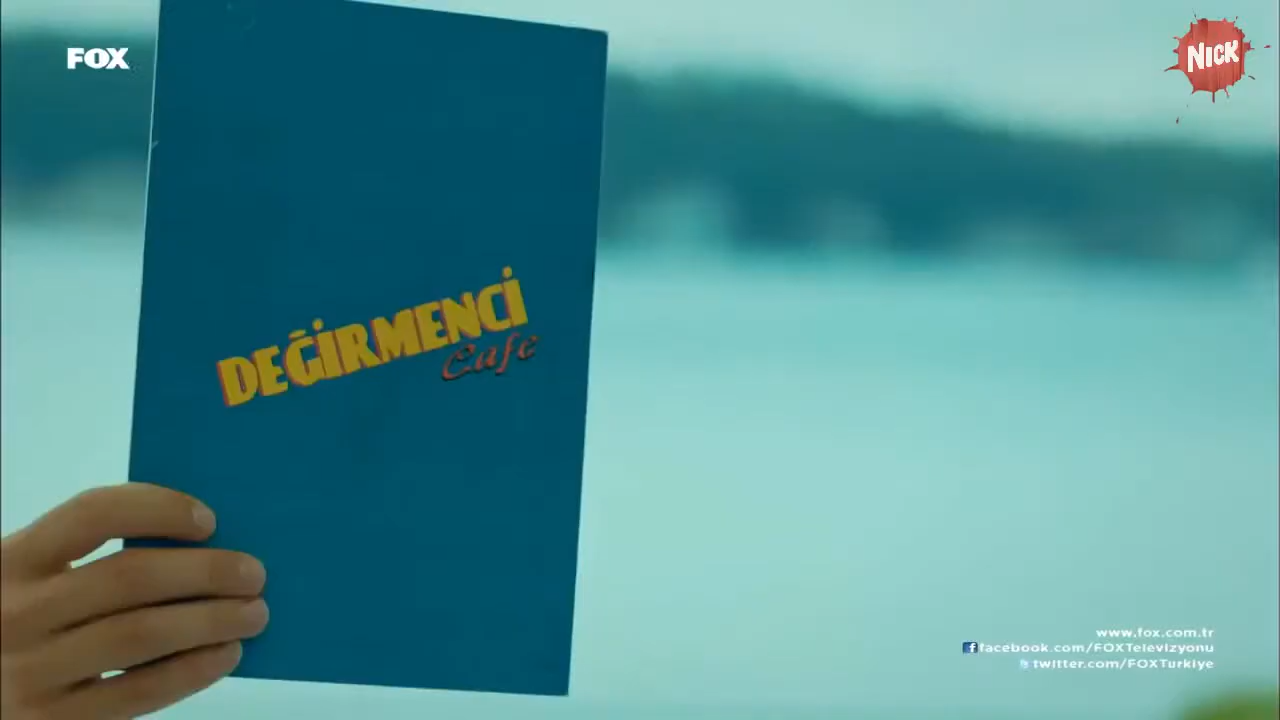 FOX
NICK
DEĞİRMENCİ
Cafe
www.fox.com.tr
facebook.com/FOXTelevizyonu
twitter.com/FOXTurkiye